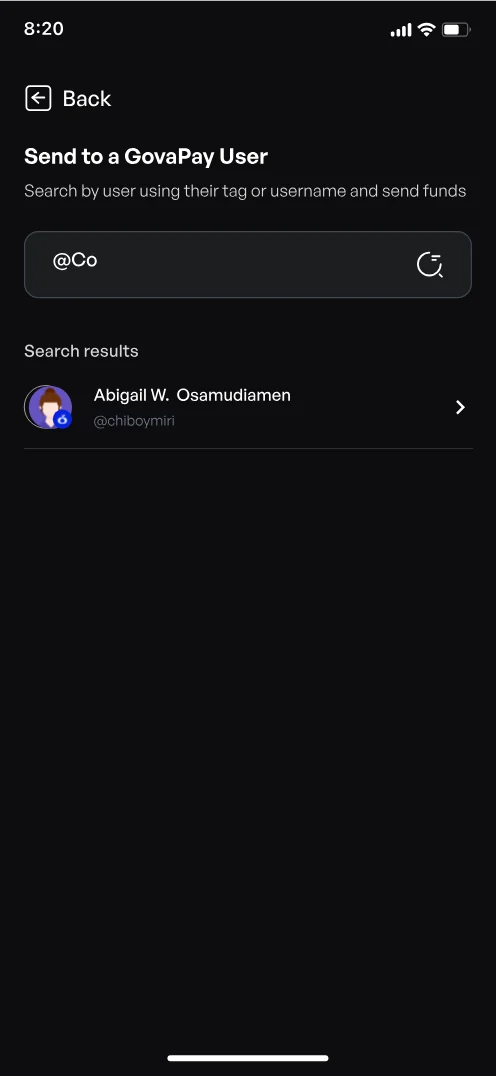 8:20
Back
Send to a GovaPay User
Search by user using their tag or username and send funds
@Co
Search results
Abigail W. Osamudiamen
@chiboymiri